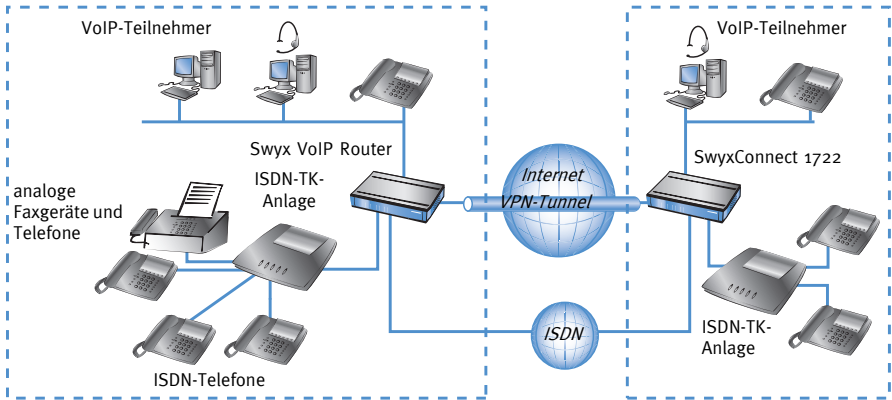 VoIP-Teilnehmer
VoIP-Teilnehmer
Swyx VoIP Router
SwyxConnect 1722
ISDN-TK-
Anlage
analoge
Faxgeräte und
Telefone
Internet
VPN-Tunnel
ISDN
ISDN-TK-
Anlage
ISDN-Telefone